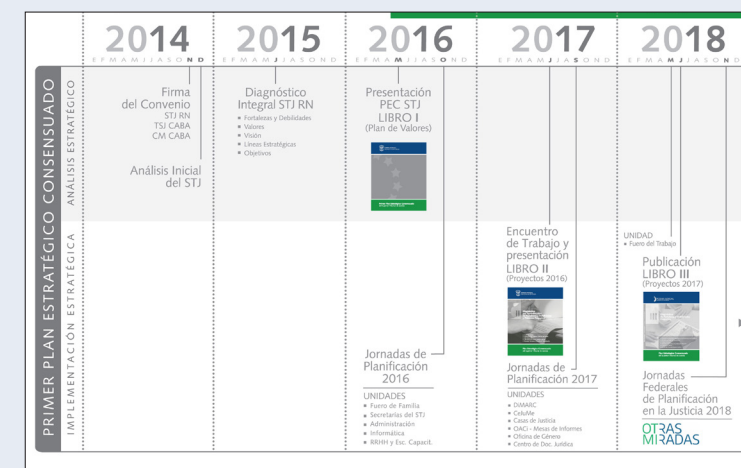 2014
2015
2016
2017
2018
E F M A M J J A S O N D
E F M A M J J A S O N D
E F M A M J J A S O N D
E F M A M J J A S O N D
E F M A M J J A S O N D
PRIMER PLAN ESTRATÉGICO CONSENSUADO
ANÁLISIS ESTRATÉGICO
IMPLEMENTACIÓN ESTRATÉGICA
Firma
del Convenio
STJ RN
TSJ CABA
CM CABA
Análisis Inicial
del STJ
Diagnóstico
Integral STJ RN
Fortalezas y Debilidades
Valores
Visión
Líneas Estratégicas
Objetivos
Presentación
PEC STJ
LIBRO I
(Plan de Valores)
Jornadas de
Planificación
2016
UNIDADES
Fuero de Familia
Secretarías del STJ
Administración
Informática
RRHH y Esc. Capacit.
Encuentro
de Trabajo y
presentación
LIBRO II
(Proyectos 2016)
Jornadas de
Planificación 2017
UNIDADES
DiMARC
CeJuMe
Casas de Justicia
OACi - Mesas de Informes
Oficina de Género
Centro de Doc. Jurídica
UNIDAD
Fuero del Trabajo
Publicación
LIBRO III
(Proyectos 2017)
Jornadas
Federales
de Planificación
en la Justicia 2018
OTRAS
MIRADAS